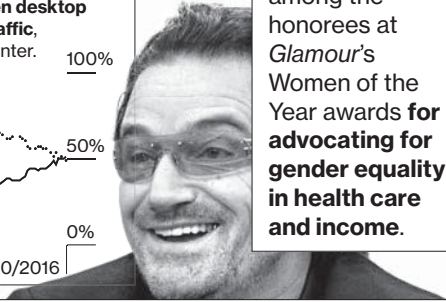 en desktop
affic,
nter.
100%
50%
0%
0/2016
among the
honorees at
Glamour's
Women of the
Year awards for
advocating for
gender equality
in health care
and income.